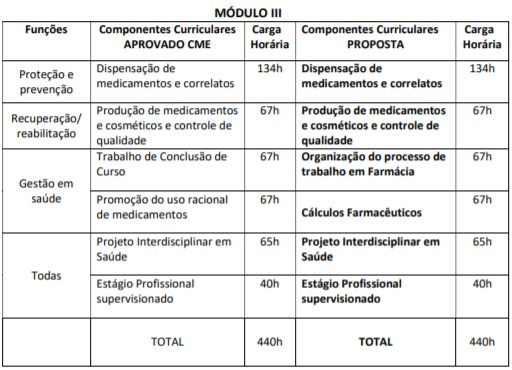 MÓDULO III
Funções Componentes Curriculares APROVADO CME Carga Horária Componentes Curriculares PROPOSTA Carga Horária
Proteção e prevenção Dispensação de medicamentos e correlatos 134h Dispensação de medicamentos e correlatos 134h
Recuperação/ reabilitação Produção de medicamentos e cosméticos e controle de qualidade 67h Produção de medicamentos e cosméticos e controle de qualidade 67h
Gestão em saúde Trabalho de Conclusão de Curso 67h Organização do processo de trabalho em Farmácia 67h
Promoção do uso racional de medicamentos 67h Cálculos Farmacêuticos 67h
Todas Projeto Interdisciplinar em Saúde 65h Projeto Interdisciplinar em Saúde 65h
Estágio Profissional supervisionado 40h Estágio Profissional supervisionado 40h
TOTAL 440h TOTAL 440h